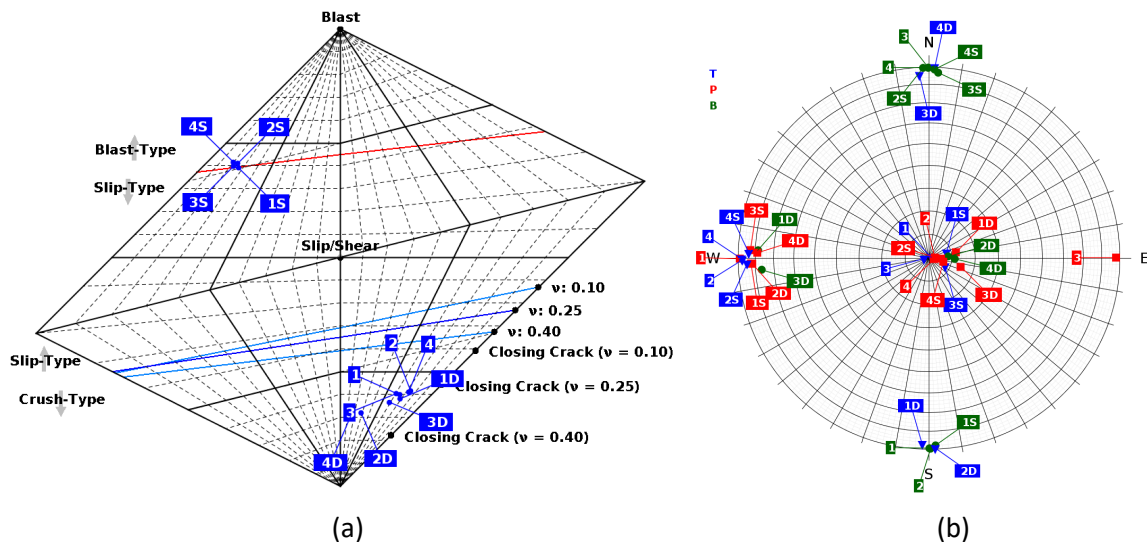 Blast
4S
2S
Blast-Type
Slip-Type
3S
1S
Slip/Shear
ν: 0.10
ν: 0.25
ν: 0.40
Slip-Type
Crush-Type
2
4
Closing Crack (ν = 0.10)
1
1D
Closing Crack (ν = 0.25)
3
3D
Closing Crack (ν = 0.40)
4D
2D
(a)
T
P
B
3
4D
N
4S
4
2S
3S
3D
4S
3S
1D
2
1S
1D
4
4D
1
2S
2D
1
W
3
E
2
3D
3
4D
2S
1S
2D
4
4S
3S
3D
1D
1S
1
S
2D
2
(b)